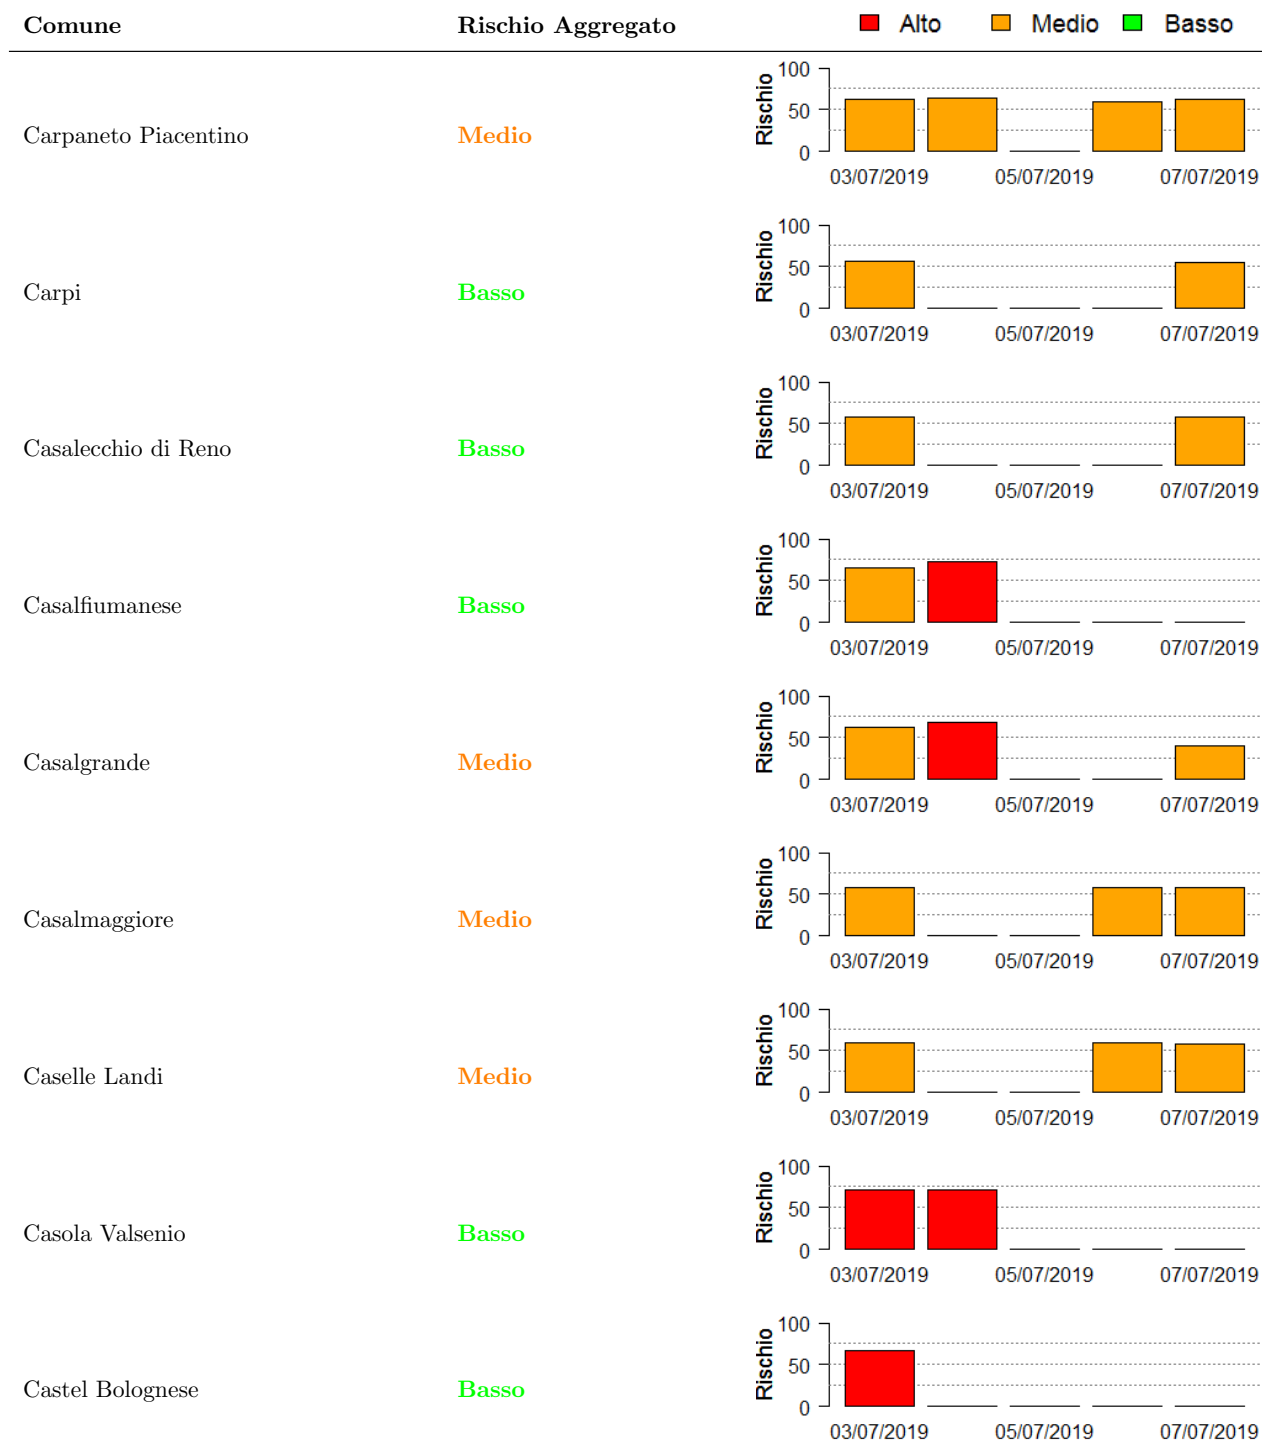 Comune Rischio Aggregato Alto Medio Basso
100
50
0
Rischio
Carpaneto Piacentino Medio
03/07/2019 05/07/2019 07/07/2019
100
50
0
Rischio
Carpi Basso
03/07/2019 05/07/2019 07/07/2019
100
50
0
Rischio
Casalecchio di Reno Basso
03/07/2019 05/07/2019 07/07/2019
100
50
0
Rischio
Casalfiumanese Basso
03/07/2019 05/07/2019 07/07/2019
100
50
0
Rischio
Casalgrande Medio
03/07/2019 05/07/2019 07/07/2019
100
50
0
Rischio
Casalmaggiore Medio
03/07/2019 05/07/2019 07/07/2019
100
50
0
Rischio
Caselle Landi Medio
03/07/2019 05/07/2019 07/07/2019
100
50
0
Rischio
Casola Valsenio Basso
03/07/2019 05/07/2019 07/07/2019
100
50
0
Rischio
Castel Bolognese Basso
03/07/2019 05/07/2019 07/07/2019